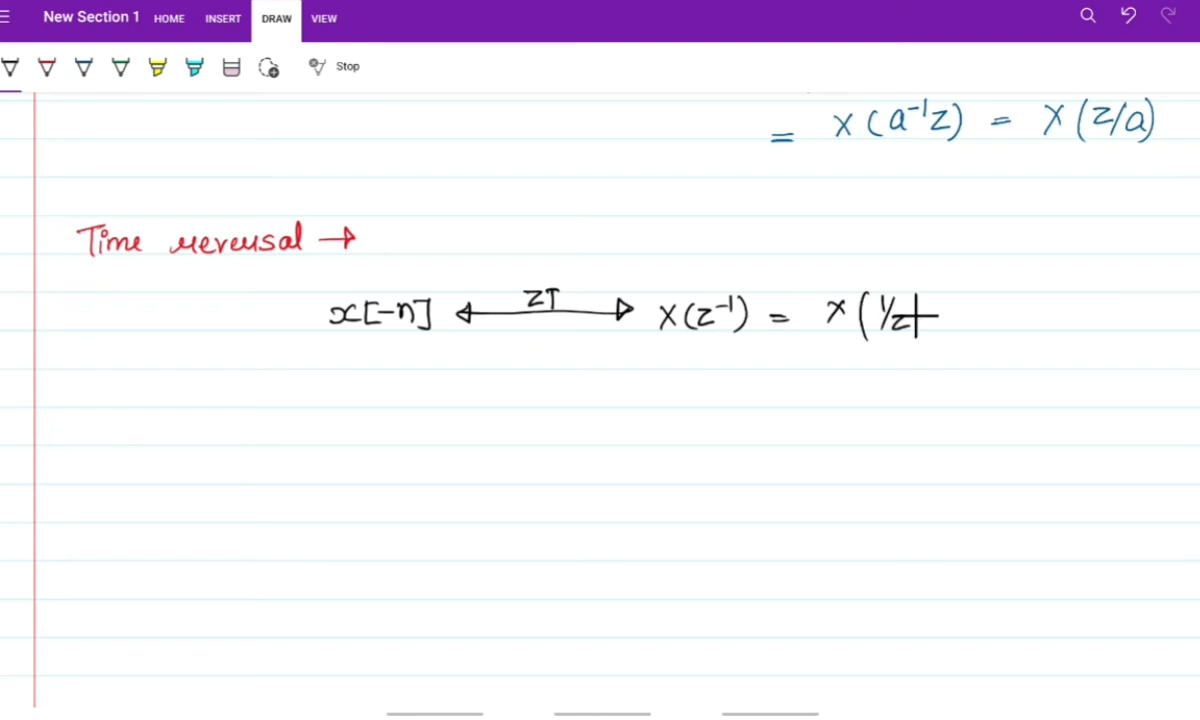 New Section 1 HOME INSERT DRAW VIEW
Stop
= X(a⁻¹z) = X(z/a)
Time reversal →
x[-n] ⟷ ZT X(z⁻¹) = X(1/z